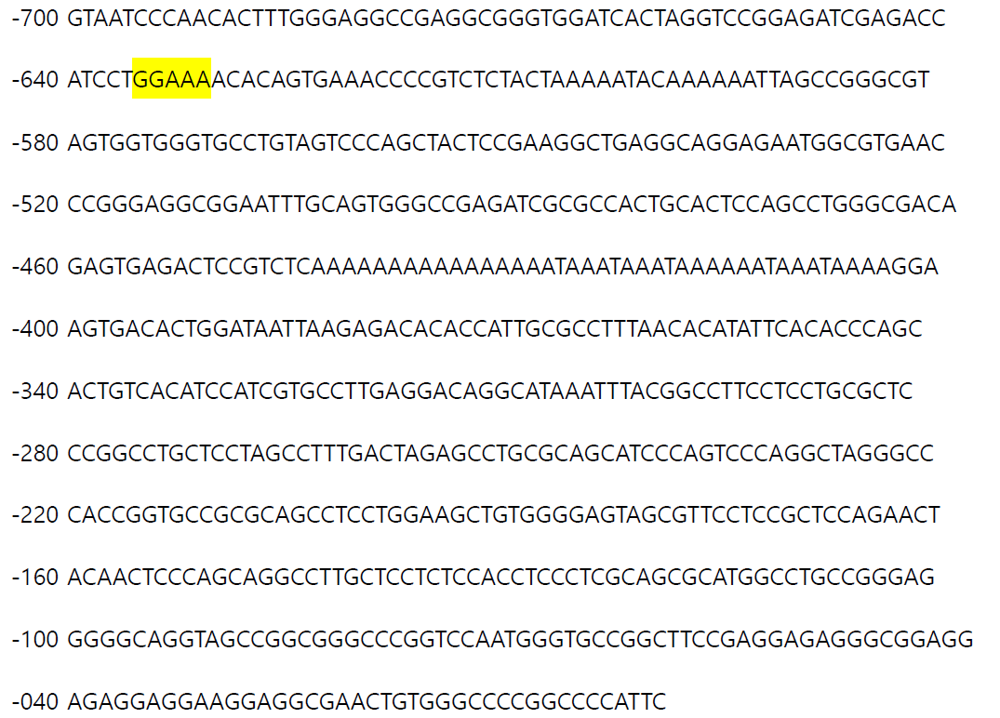 -700 GTAATCCCAACACTTTGGGAGGCCGAGGCGGGTGGATCACTAGGTCCGGAGATCGAGACC
-640 ATCCTGGAAAACACAGTGAAACCCCGTCTCTACTAAAAATACAAAAAATTAGCCGGGCGT
-580 AGTGGTGGGTGCCTGTAGTCCCAGCTACTCCGAAGGCTGAGGCAGGAGAATGGCGTGAAC
-520 CCGGGAGGCGGAATTTGCAGTGGGCCGAGATCGCGCCACTGCACTCCAGCCTGGGCGACA
-460 GAGTGAGACTCCGTCTCAAAAAAAAAAAAAAAATAAATAAATAAAAAATAAATAAAAGGA
-400 AGTGACACTGGATAATTAAGAGACACACCATTGCGCCTTTAACACATATTCACACCCAGC
-340 ACTGTCACATCCATCGTGCCTTGAGGACAGGCATAAATTTACGGCCTTCCTCCTGCGCTC
-280 CCGGCCTGCTCCTAGCCTTTGACTAGAGCCTGCGCAGCATCCCAGTCCCAGGCTAGGGCC
-220 CACCGGTGCCGCGCAGCCTCCTGGAAGCTGTGGGGAGTAGCGTTCCTCCGCTCCAGAACT
-160 ACAACTCCCAGCAGGCCTTGCTCCTCTCCACCTCCCTCGCAGCGCATGGCCTGCCGGGAG
-100 GGGGCAGGTAGCCGGCGGGCCCGGTCCAATGGGTGCCGGCTTCCGAGGAGAGGGCGGAGG
-040 AGAGGAGGAAGGAGGCGAACTGTGGGCCCCGGCCCCATTC